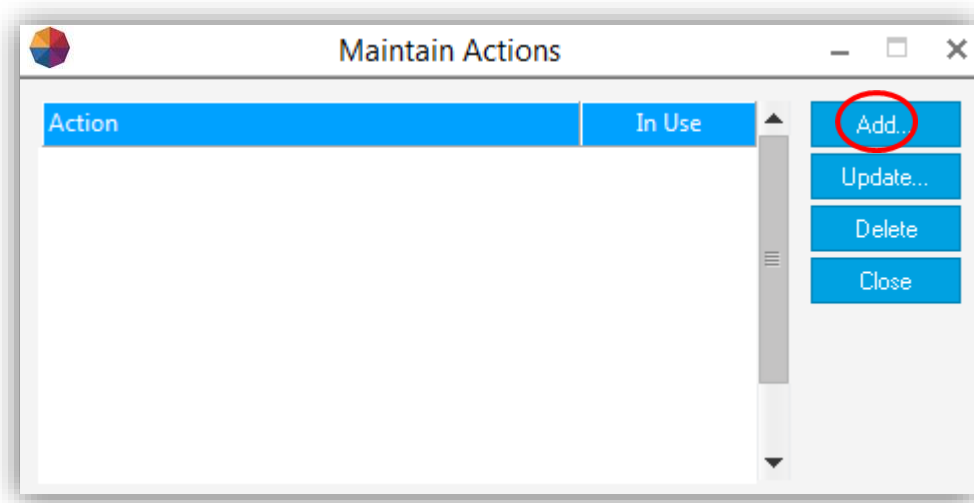 Maintain Actions
Action In Use
Add...
Update...
Delete
Close